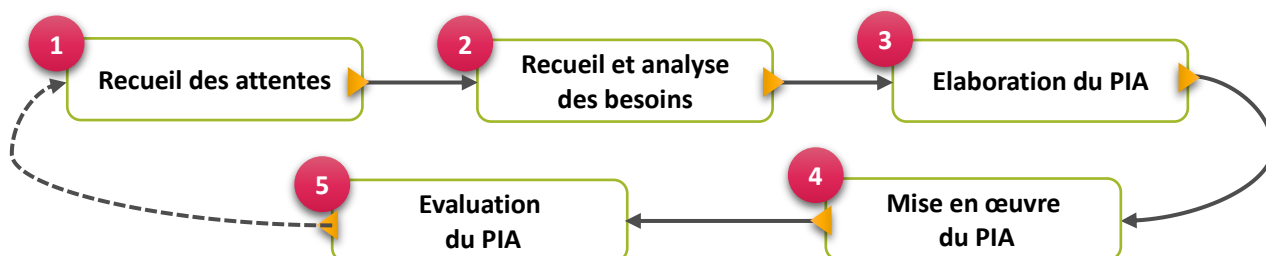 1
Recueil des attentes
2
Recueil et analyse
des besoins
3
Elaboration du PIA
4
Mise en œuvre
du PIA
5
Evaluation
du PIA